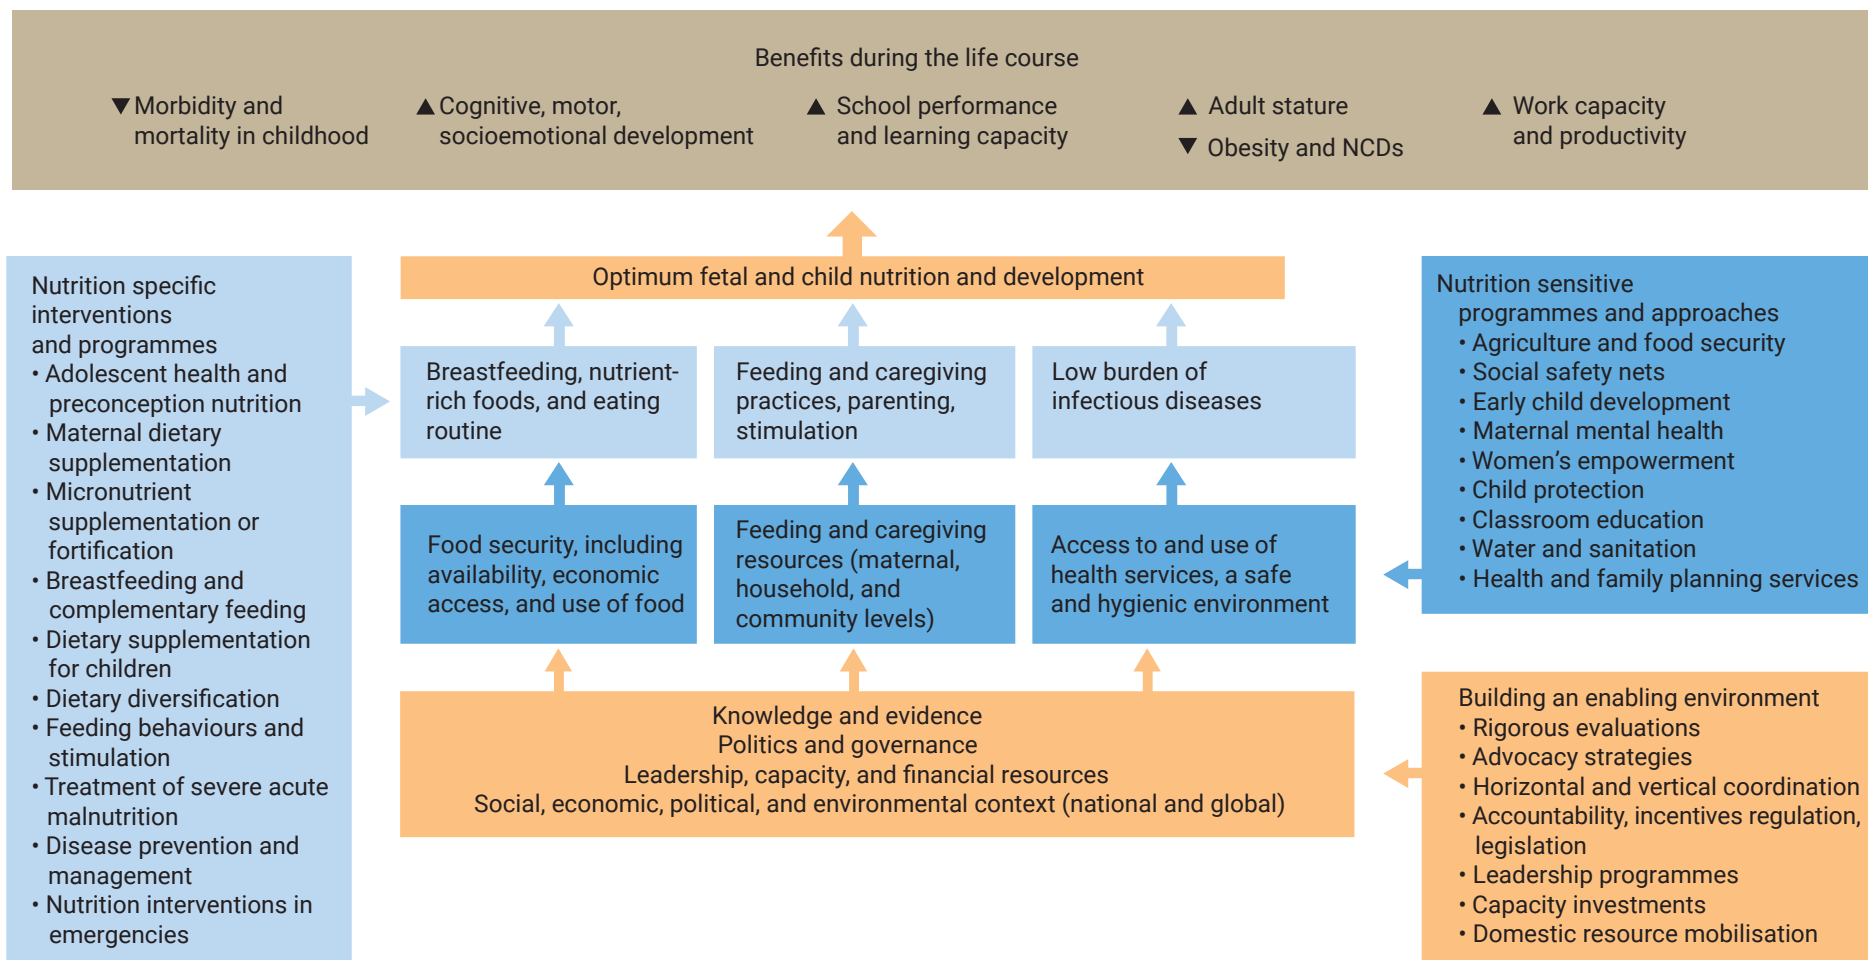 Benefits during the life course
▼ Morbidity and
mortality in childhood
▲ Cognitive, motor,
socioemotional development
▲ School performance
and learning capacity
▲ Adult stature
▼ Obesity and NCDs
▲ Work capacity
and productivity
Nutrition specific
interventions
and programmes
• Adolescent health and
preconception nutrition
• Maternal dietary
supplementation
• Micronutrient
supplementation or
fortification
• Breastfeeding and
complementary feeding
• Dietary supplementation
for children
• Dietary diversification
• Feeding behaviours and
stimulation
• Treatment of severe acute
malnutrition
• Disease prevention and
management
• Nutrition interventions in
emergencies
Optimum fetal and child nutrition and development
Breastfeeding, nutrient-
rich foods, and eating
routine
Feeding and caregiving
practices, parenting,
stimulation
Low burden of
infectious diseases
Food security, including
availability, economic
access, and use of food
Feeding and caregiving
resources (maternal,
household, and
community levels)
Access to and use of
health services, a safe
and hygienic environment
Knowledge and evidence
Politics and governance
Leadership, capacity, and financial resources
Social, economic, political, and environmental context (national and global)
Nutrition sensitive
programmes and approaches
• Agriculture and food security
• Social safety nets
• Early child development
• Maternal mental health
• Women's empowerment
• Child protection
• Classroom education
• Water and sanitation
• Health and family planning services
Building an enabling environment
• Rigorous evaluations
• Advocacy strategies
• Horizontal and vertical coordination
• Accountability, incentives regulation,
legislation
• Leadership programmes
• Capacity investments
• Domestic resource mobilisation